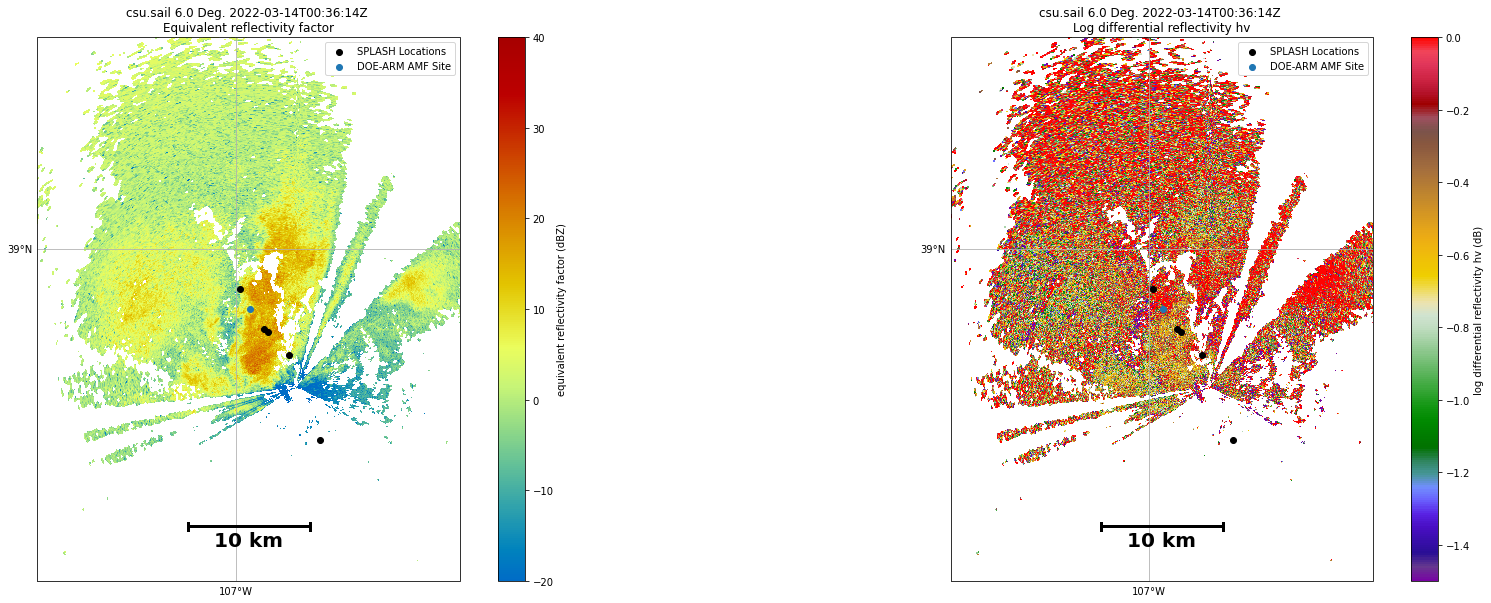 csu.sail 6.0 Deg. 2022-03-14T00:36:14Z
Equivalent reflectivity factor
SPLASH Locations
DOE-ARM AMF Site
39°N
107°W
10 km
40
30
20
10
0
−10
−20
equivalent reflectivity factor (dBZ)
csu.sail 6.0 Deg. 2022-03-14T00:36:14Z
Log differential reflectivity hv
SPLASH Locations
DOE-ARM AMF Site
39°N
107°W
10 km
0.0
−0.2
−0.4
−0.6
−0.8
−1.0
−1.2
−1.4
log differential reflectivity hv (dB)